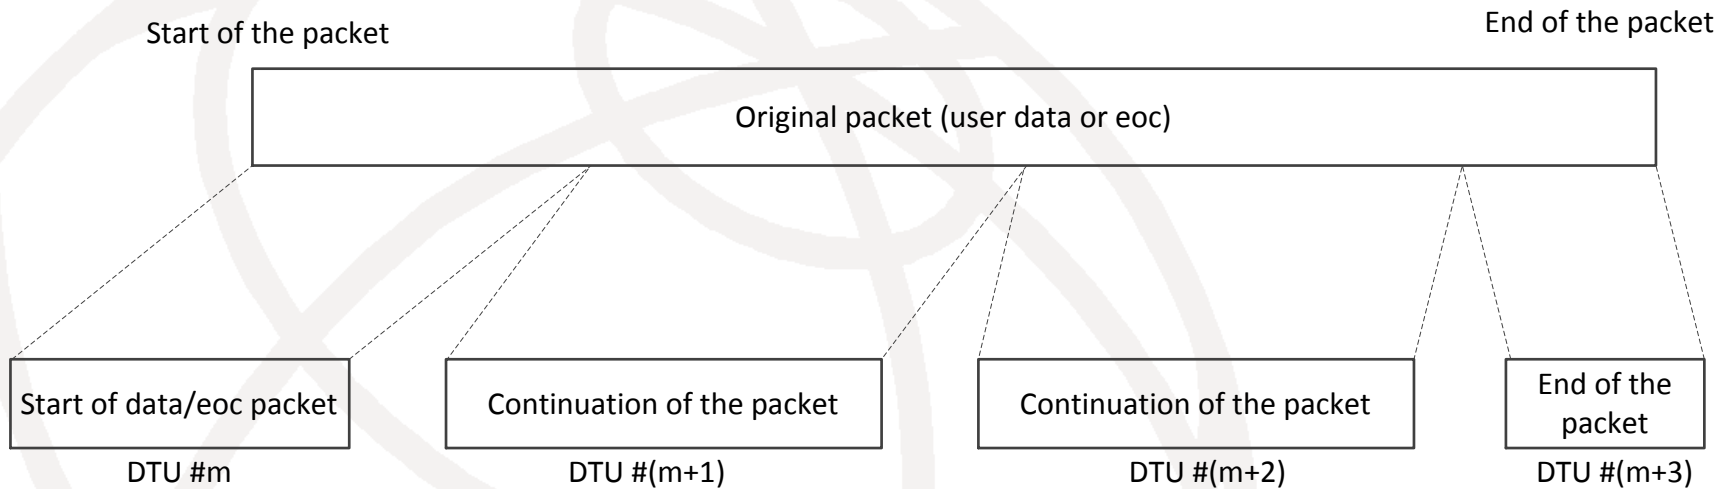 Start of the packet
End of the packet
Original packet (user data or eoc)
Start of data/eoc packet
Continuation of the packet
Continuation of the packet
End of the
packet
DTU #m
DTU #(m+1)
DTU #(m+2)
DTU #(m+3)